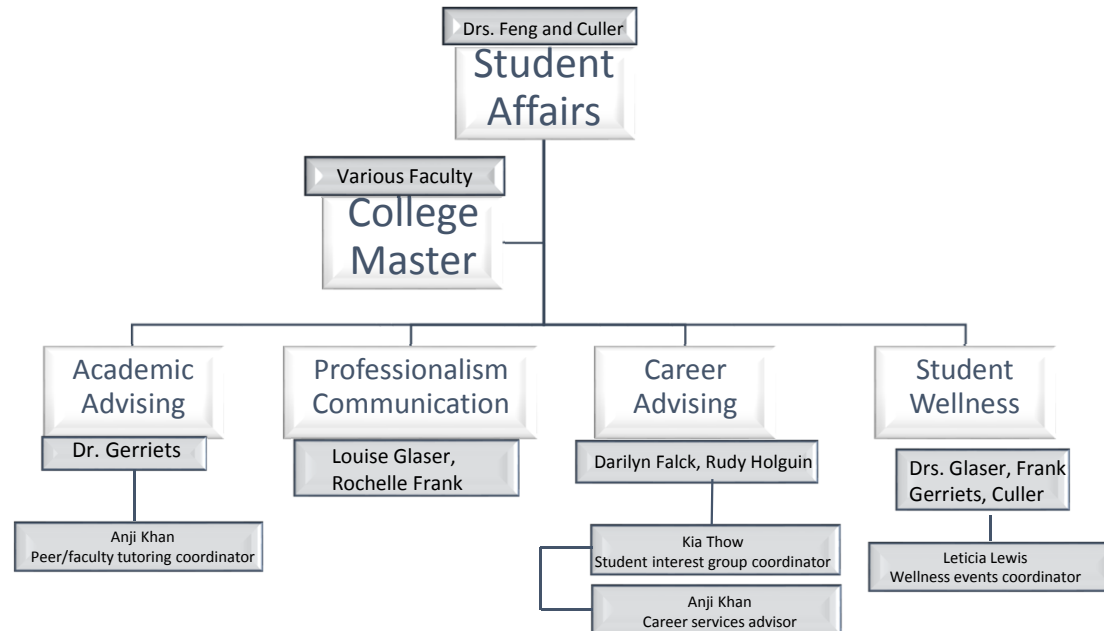 Drs. Feng and Culler
Student
Affairs
Various Faculty
College
Master
Academic
Advising
Dr. Gerriets
Anji Khan
Peer/faculty tutoring coordinator
Professionalism
Communication
Louise Glaser,
Rochelle Frank
Career
Advising
Darilyn Falck, Rudy Holguin
Kia Thow
Student interest group coordinator
Anji Khan
Career services advisor
Student
Wellness
Drs. Glaser, Frank
Gerriets, Culler
Leticia Lewis
Wellness events coordinator